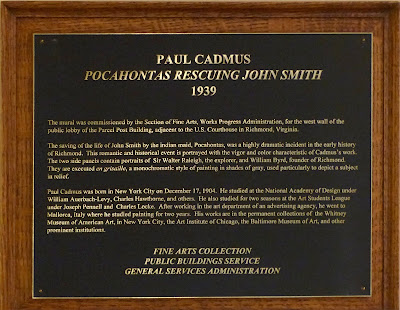 PAUL CADMUS
POCAHONTAS RESCUING JOHN SMITH
1939
The mural was commissioned by the Section of Fine Arts, Works Progress Administration, for the west wall of the
public lobby of the Parcel Post Building, adjacent to the U.S. Courthouse in Richmond, Virginia.
The saving of the life of John Smith by the indian maid, Pocahontas, was a highly dramatic incident in the early history
of Richmond. This romantic and historical event is portrayed with the vigor and color characteristic of Cadmus's work.
The two side panels contain portraits of Sir Walter Raleigh, the explorer, and William Byrd, founder of Richmond.
They are executed en grisaille, a monochromatic style of painting in shades of gray, used particularly to depict a subject
in relief.
Paul Cadmus was born in New York City on December 17, 1904. He studied at the National Academy of Design under
William Auerbach-Levy, Charles Hawthorne, and others. He also studied for two seasons at the Art Students League
under Joseph Pennell and Charles Locke. After working in the art department of an advertising agency, he went to
Mallorca, Italy where he studied painting for two years. His works are in the permanent collections of the Whitney
Museum of American Art, in New York City, the Art Institute of Chicago, the Baltimore Museum of Art, and other
prominent institutions.
FINE ARTS COLLECTION
PUBLIC BUILDINGS SERVICE
GENERAL SERVICES ADMINISTRATION